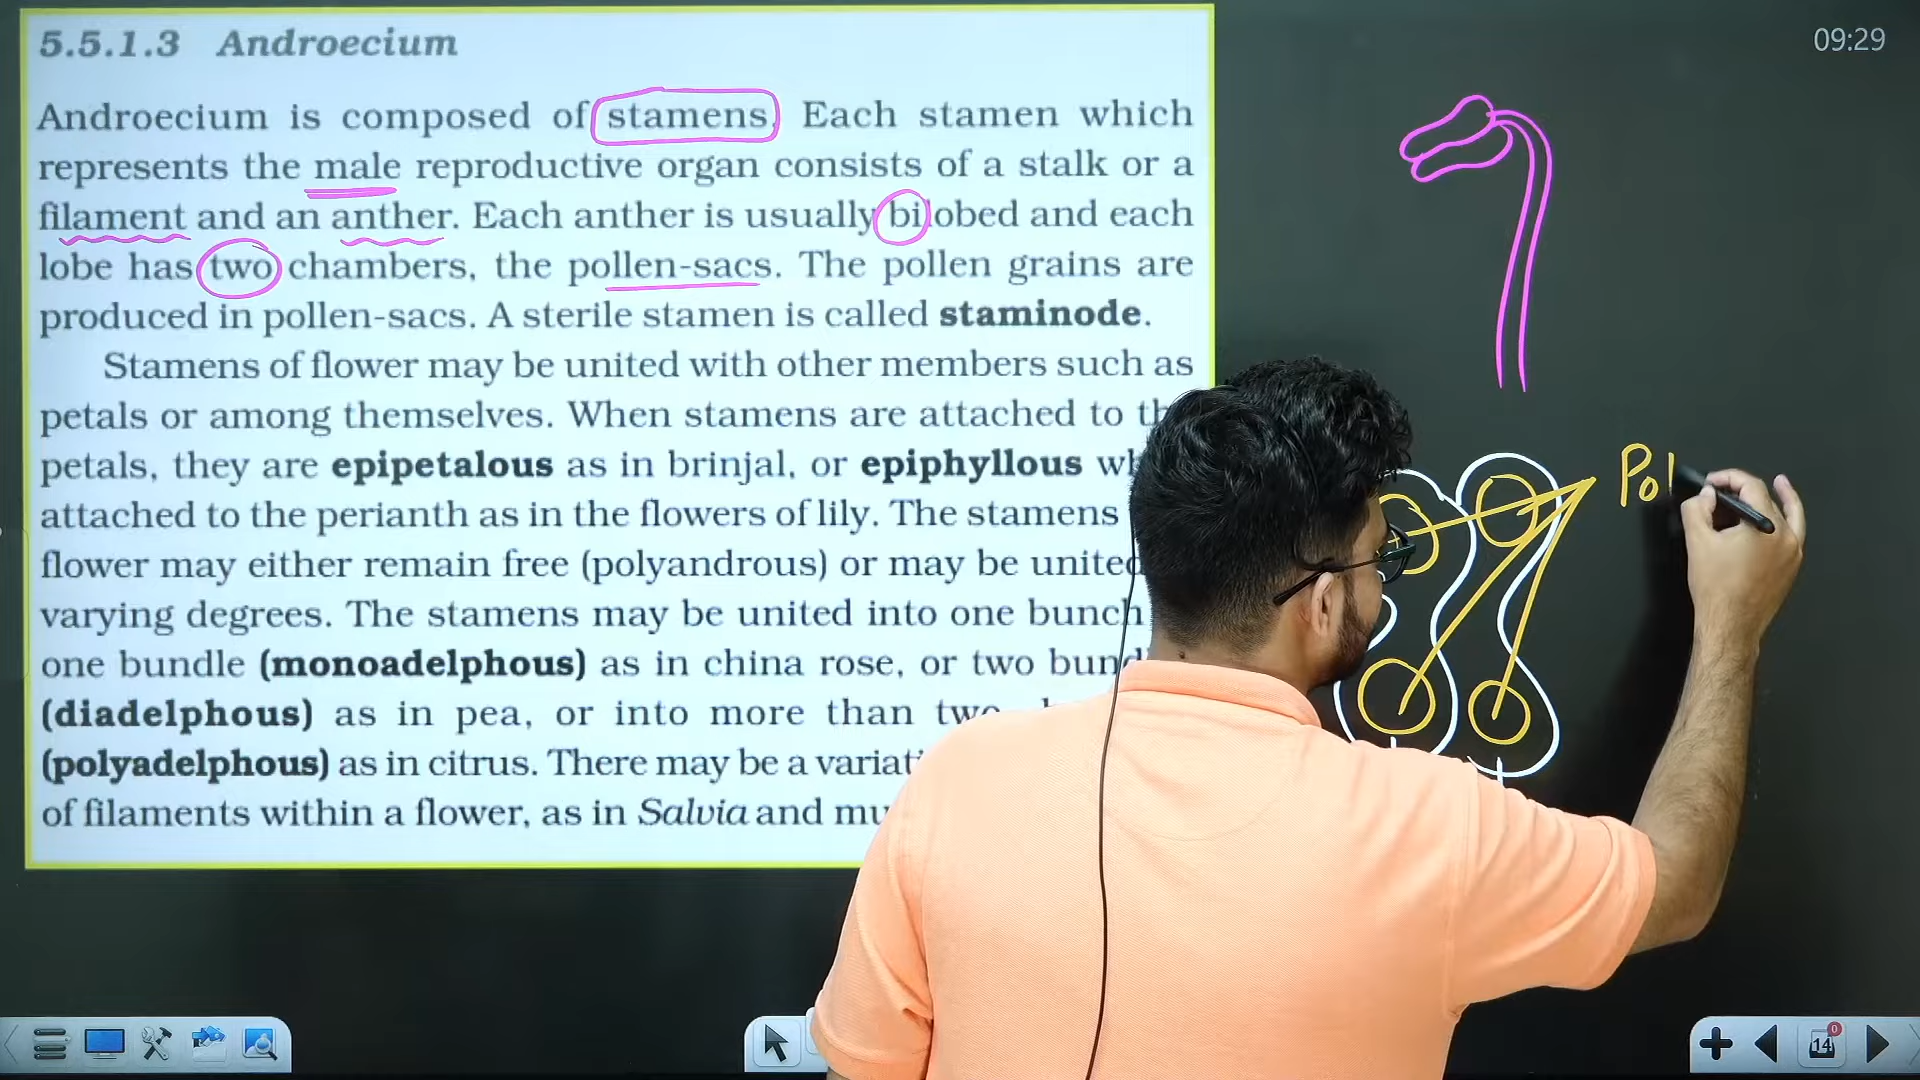 5.5.1.3 Androecium
09:29
Androecium is composed of stamens. Each stamen which
represents the male reproductive organ consists of a stalk or a
filament and an anther. Each anther is usually bilobed and each
lobe has two chambers, the pollen-sacs. The pollen grains are
produced in pollen-sacs. A sterile stamen is called staminode.
Stamens of flower may be united with other members such as
petals or among themselves. When stamens are attached to
petals, they are epipetalous as in brinjal, or epiphyllous
attached to the perianth as in the flowers of lily. The stamens
flower may either remain free (polyandrous) or may be united
varying degrees. The stamens may be united into one bunch
one bundle (monoadelphous) as in china rose, or two
(diadelphous) as in pea, or into more than two
(polyadelphous) as in citrus. There may be a
of filaments within a flower, as in Salvia and
Pol
0
14